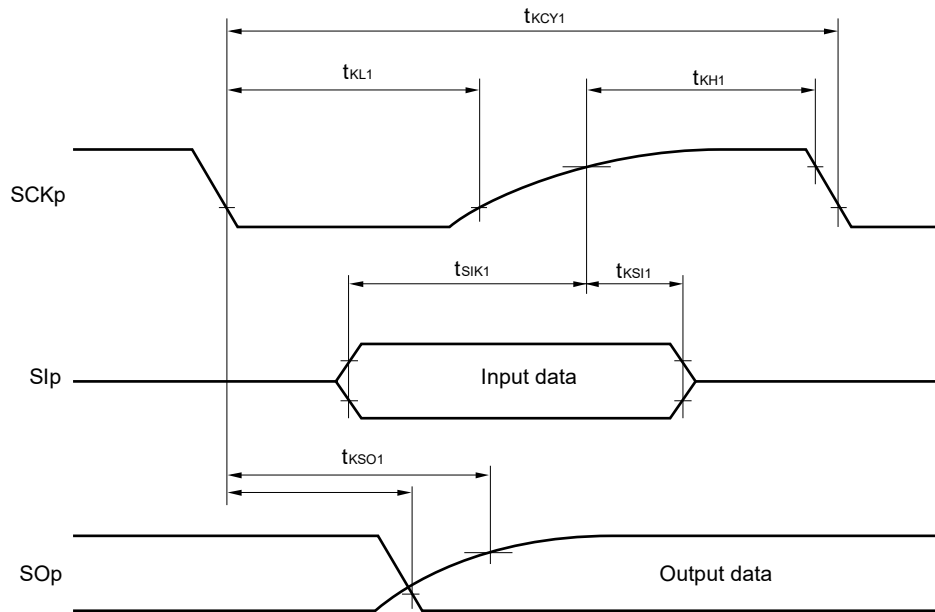 tKCY1
tKL1
tKH1
SCKp
tSIK1
tKSI1
SIp
Input data
tKSO1
SOp
Output data